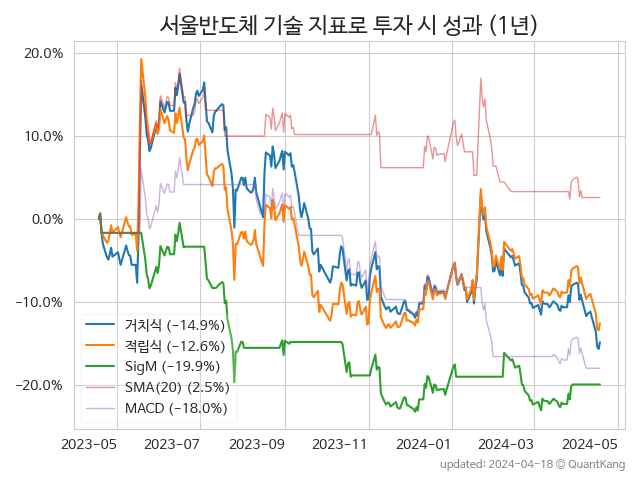 서울반도체 기술 지표로 투자 시 성과 (1년)
20.0%
10.0%
0.0%
−10.0%
−20.0%
거치식 (−14.9%)
적립식 (−12.6%)
SigM (−19.9%)
SMA(20) (2.5%)
MACD (−18.0%)
2023-05 2023-07 2023-09 2023-11 2024-01 2024-03 2024-05
updated: 2024-04-18 @ QuantKang